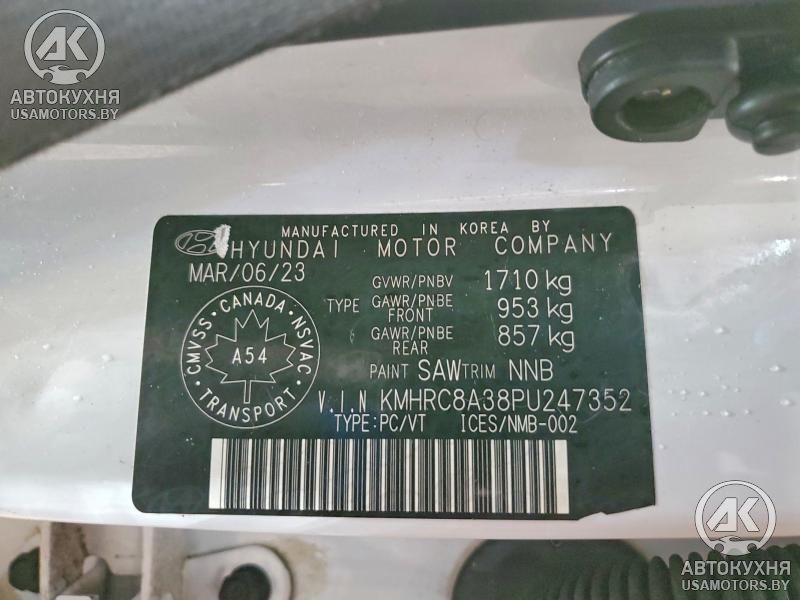 AK
АВТОКУХНЯ
USAMOTORS.BY
MANUFACTURED IN KOREA BY
HYUNDAI MOTOR COMPANY
MAR/06/23
GVWR/PNBV 1710 kg
TYPE GAWR/PNBE FRONT 953 kg
GAWR/PNBE REAR 857 kg
CMVSS · CANADA · NSVAC · TRANSPORT ·
A54
PAINT SAW TRIM NNB
V.I.N KMHRC8A38PU247352
TYPE:PC/VT ICES/NMB-002
AK
АВТОКУХНЯ
USAMOTORS.BY